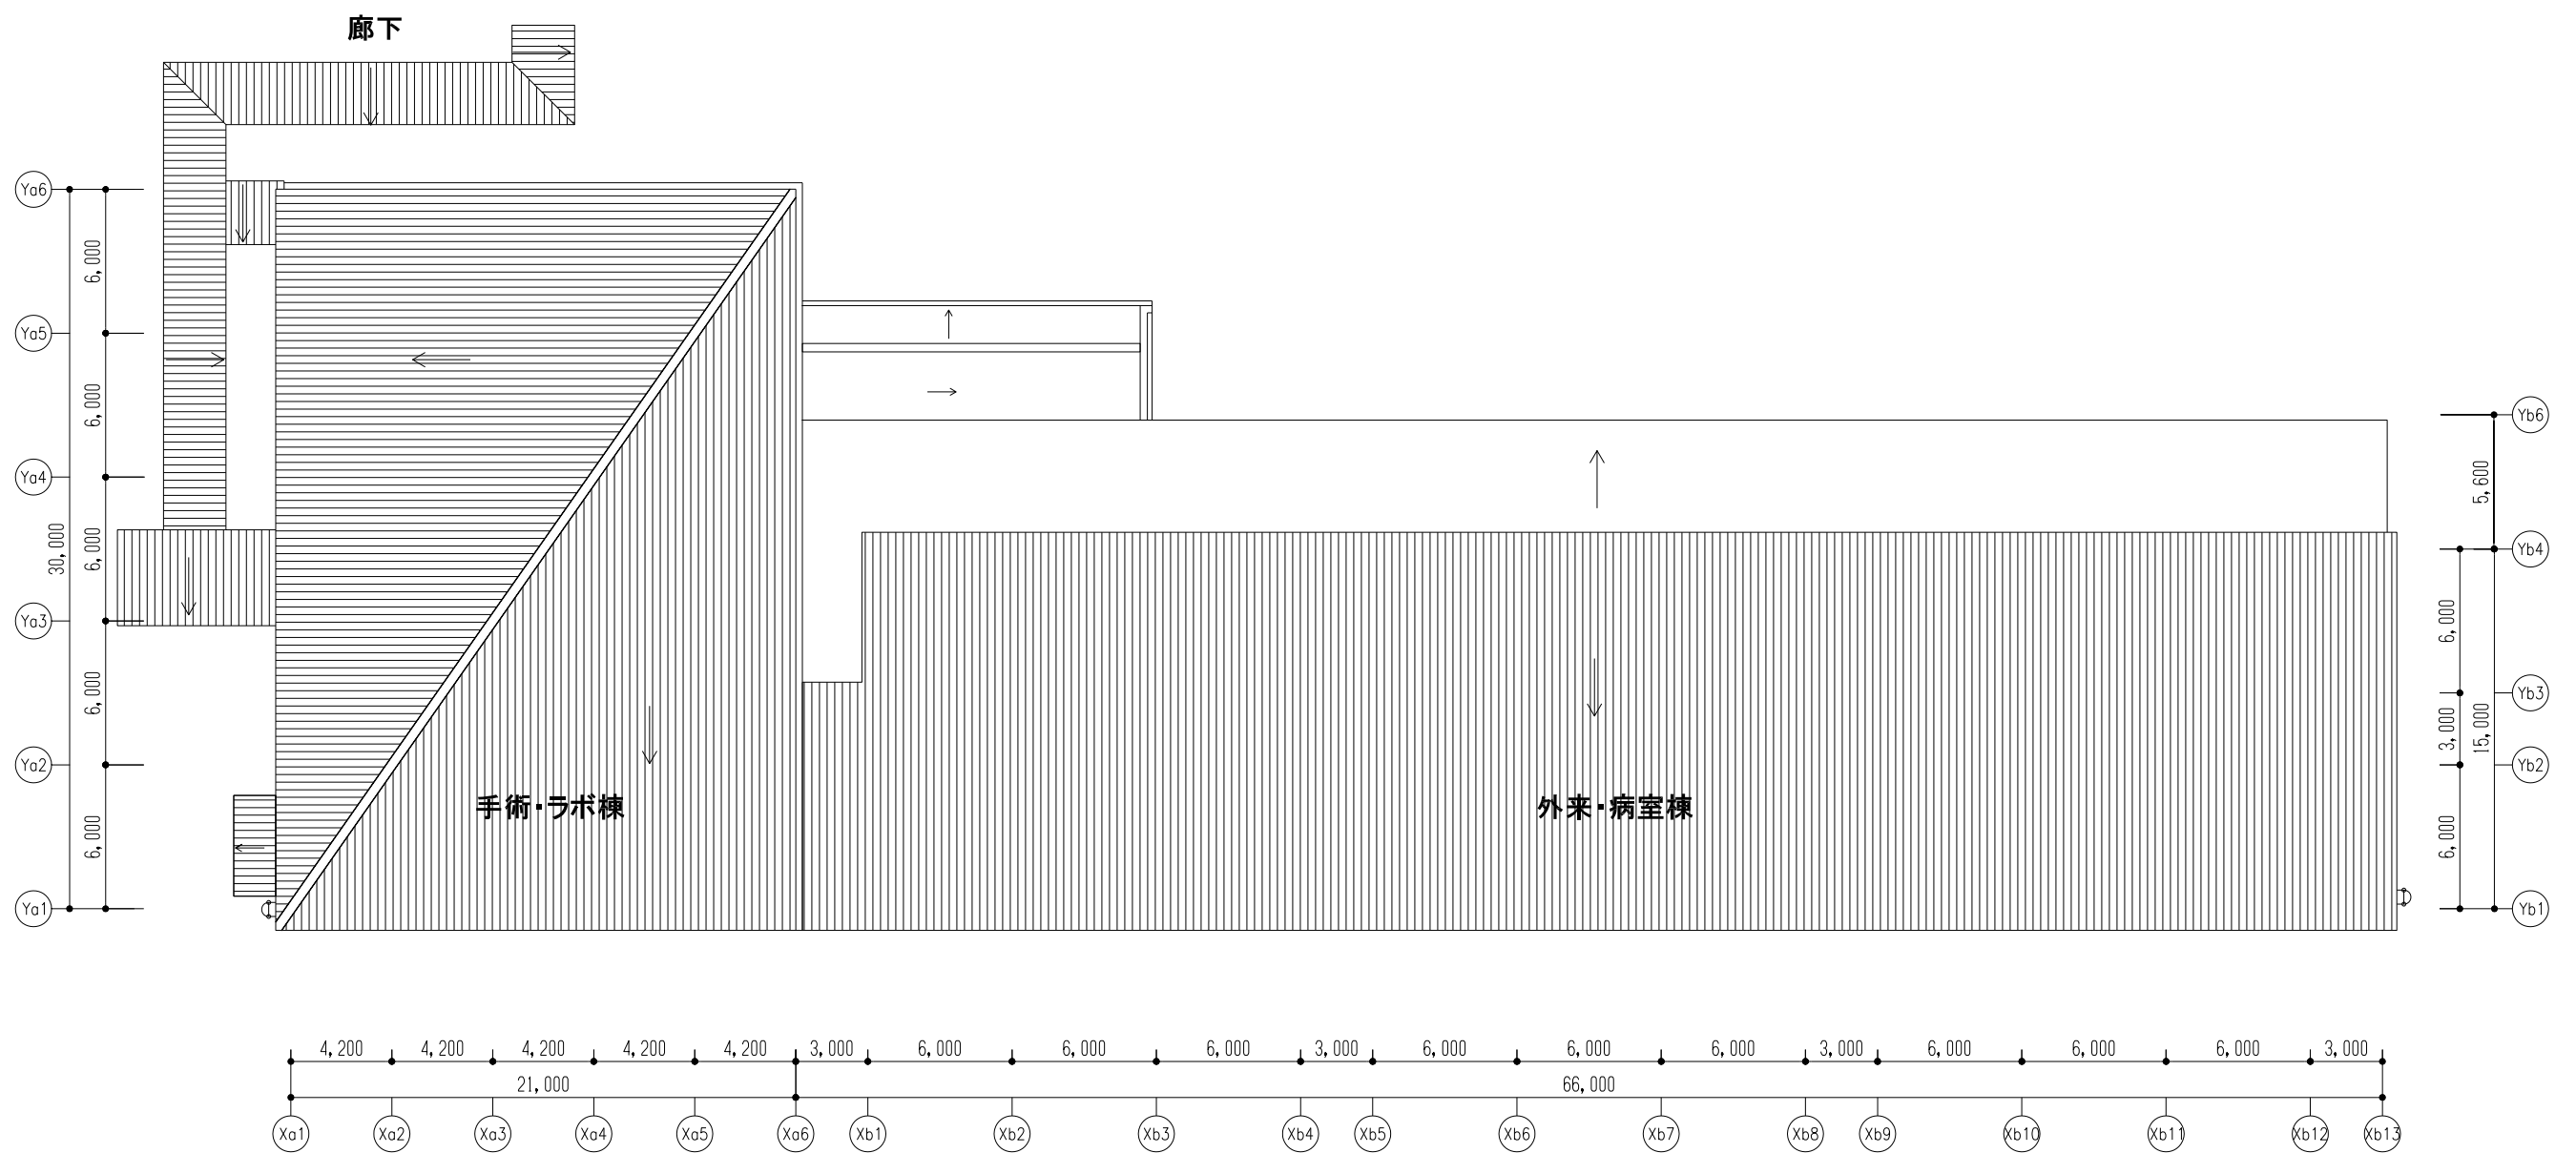 廊下
Ya6
6,000
Ya5
6,000
Ya4
30,000
6,000
Ya3
6,000
Ya2
6,000
Ya1
Yb6
5,600
Yb4
6,000
Yb3
3,000
15,000
Yb2
6,000
Yb1
手術・ラボ棟
外来・病室棟
4,200 4,200 4,200 4,200 4,200 3,000 6,000 6,000 6,000 3,000 6,000 6,000 6,000 3,000 6,000 6,000 6,000 3,000
21,000 66,000
Xa1 Xa2 Xa3 Xa4 Xa5 Xa6 Xb1 Xb2 Xb3 Xb4 Xb5 Xb6 Xb7 Xb8 Xb9 Xb10 Xb11 Xb12 Xb13